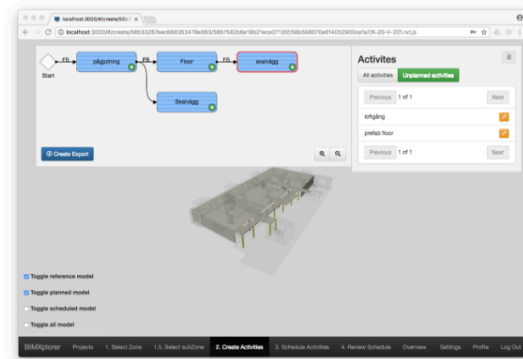 localhost:3000/#/create/
Activites
All activities
Unplanned activities
Previous
1 of 1
Next
loftgång
prefab floor
Previous
1 of 1
Next
FS
pågjutning
FS
Floor
FS
skalvägg
Start
Skalvägg
Create Export
Toggle reference model
Toggle planned model
Toggle scheduled model
Toggle all model
BIMXplorer
Projects
1. Select Zone
1.5. Select subZone
2. Create Activities
3. Schedule Activities
4. Review Schedule
Overview
Settings
Profile
Log Out